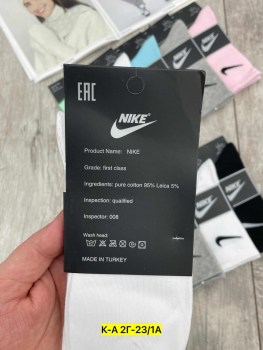 EAC
NIKE
Product Name: NIKE
Grade: first class
Ingredients: pure cotton 95% Leica 5%
Inspection: qualified
Inspector: 008
Wash head
MADE IN TURKEY
К-А 2Г-23/1А